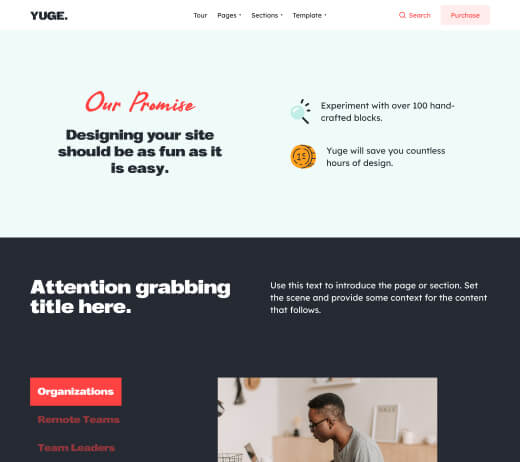 YUGE.
Tour
Pages
Sections
Template
Search
Purchase
Our Promise
Designing your site
should be as fun as it
is easy.
Experiment with over 100 hand-
crafted blocks.
Yuge will save you countless
hours of design.
Attention grabbing
title here.
Use this text to introduce the page or section. Set
the scene and provide some context for the content
that follows.
Organizations
Remote Teams
Team Leaders